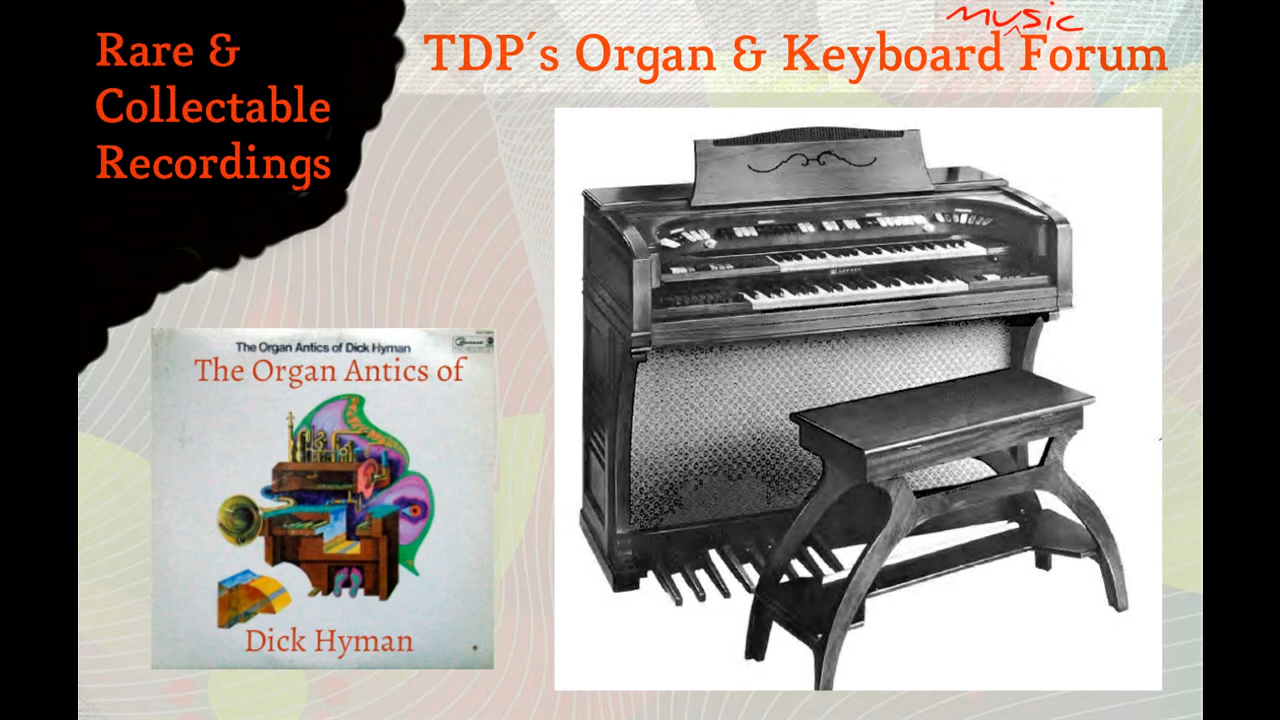 Rare &
Collectable
Recordings
music
TDP´s Organ & Keyboard Forum
The Organ Antics of Dick Hyman
The Organ Antics of
Dick Hyman